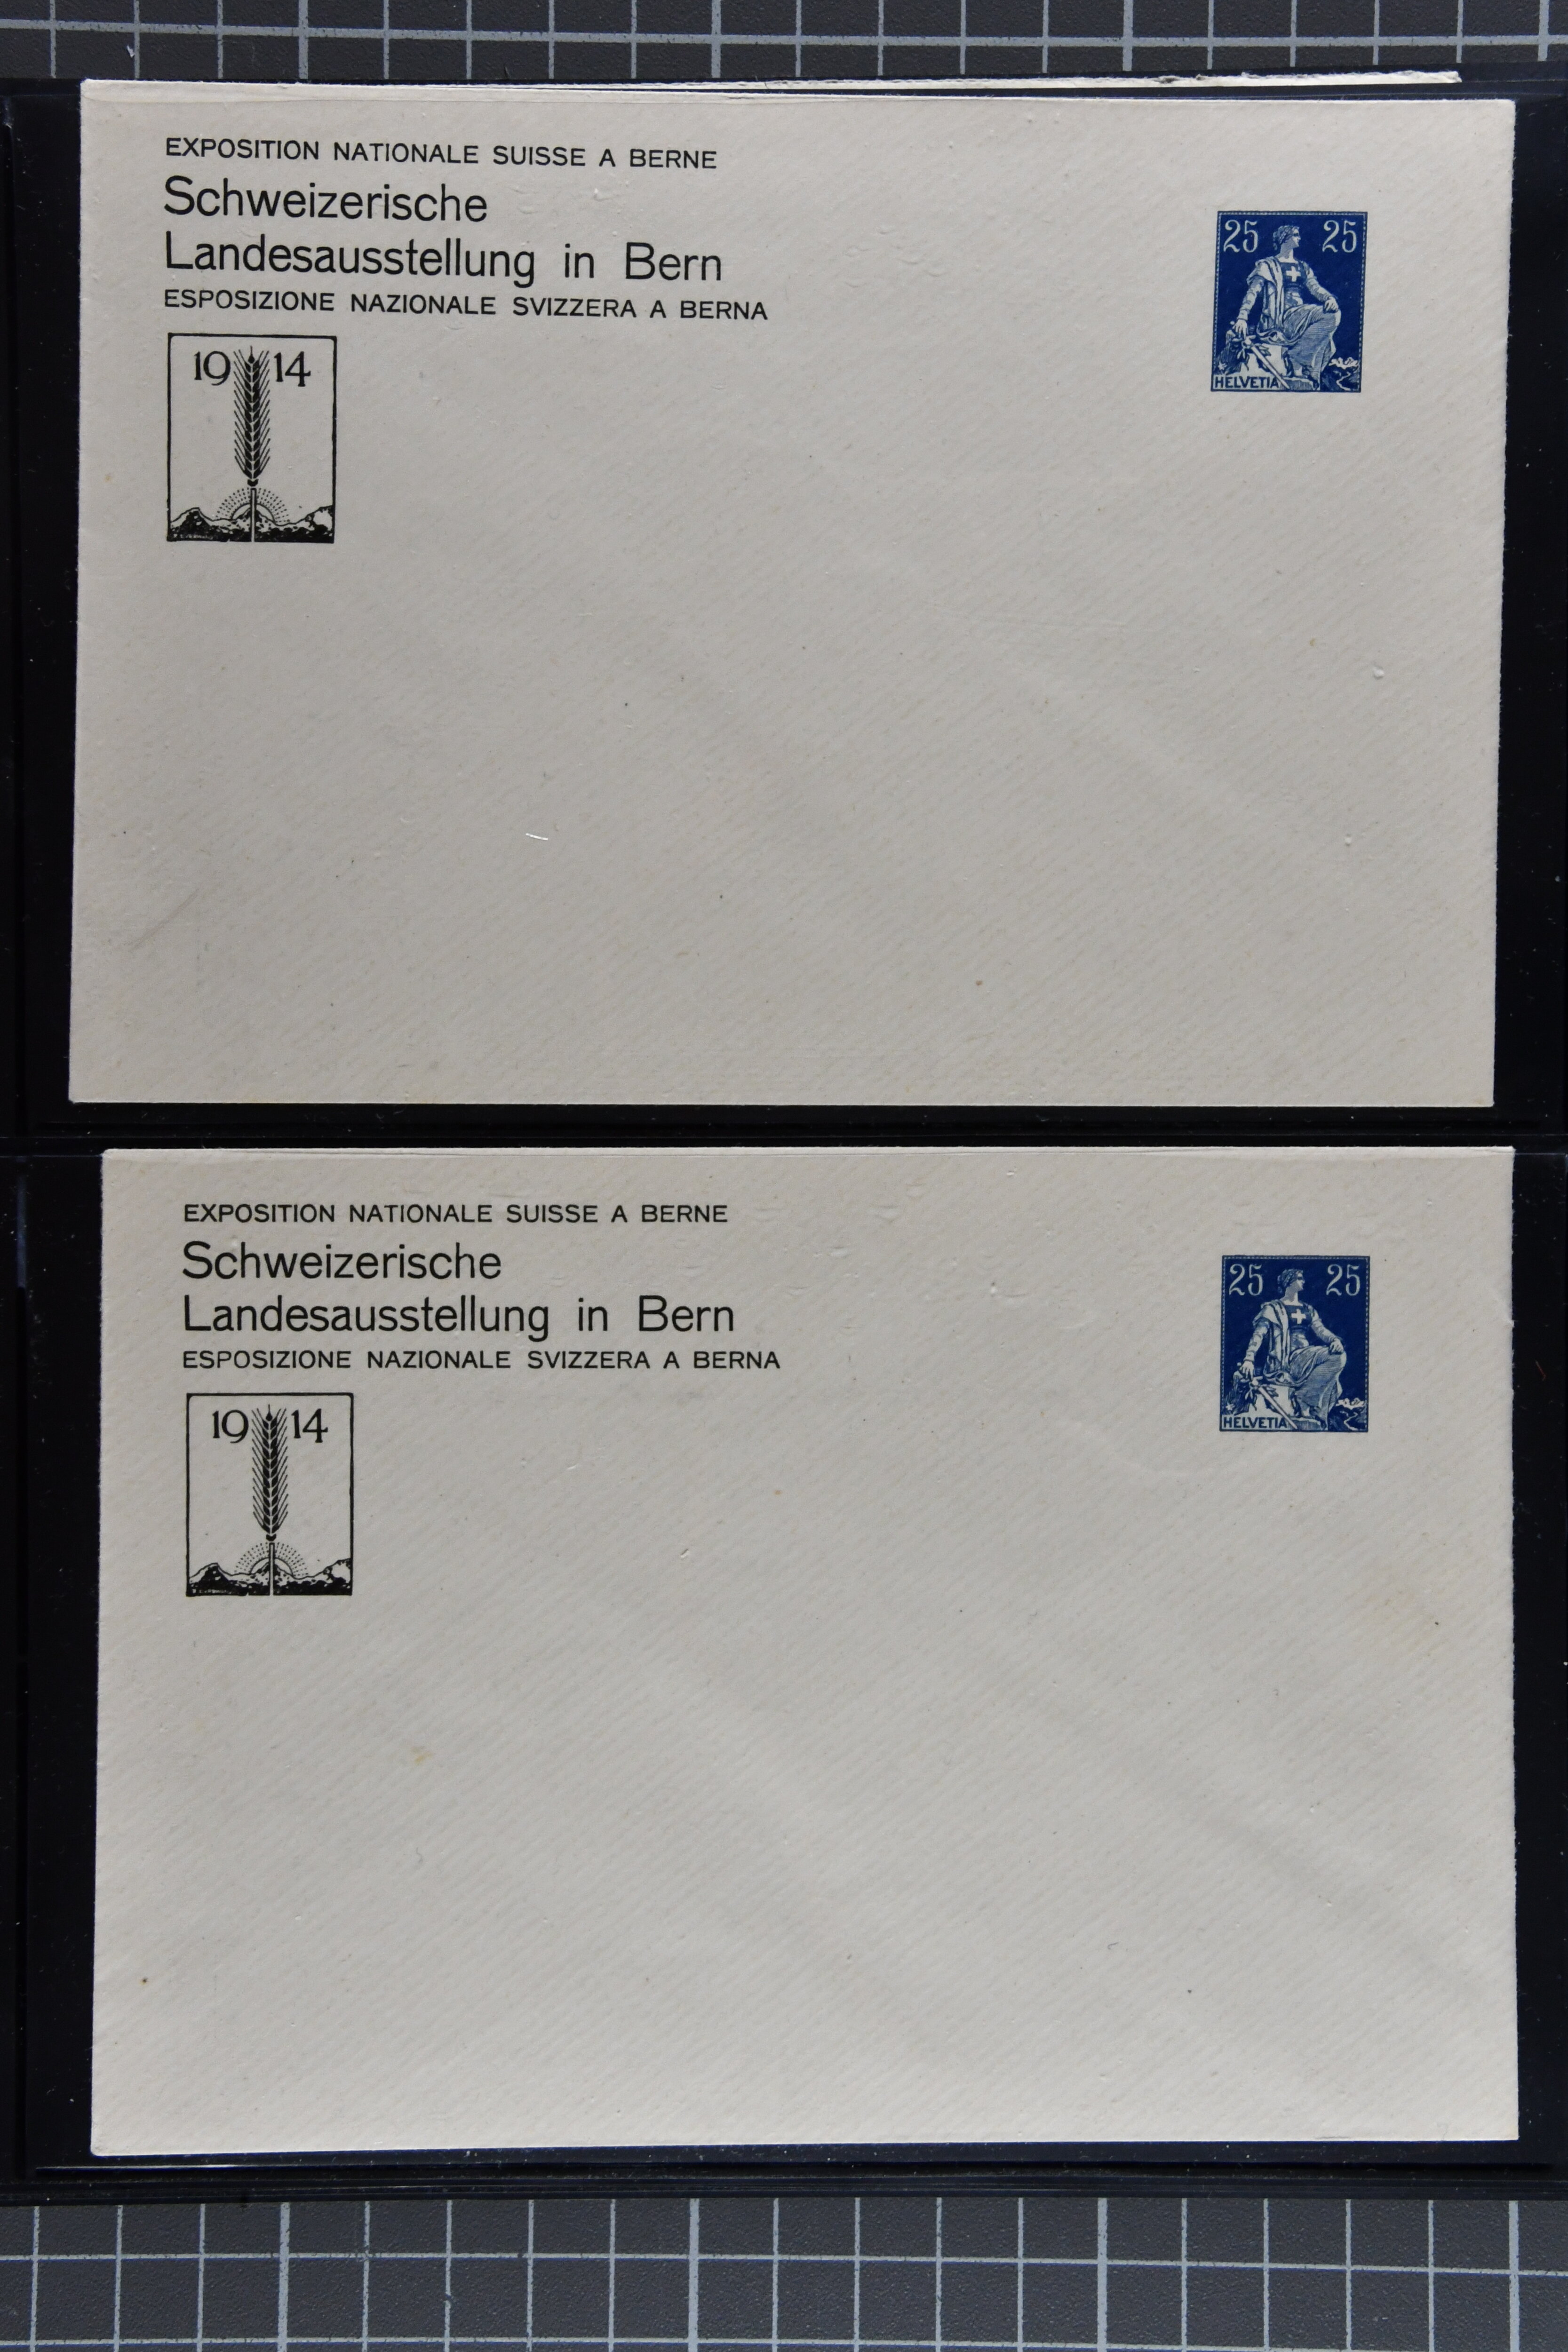 EXPOSITION NATIONALE SUISSE A BERNE
Schweizerische
Landesausstellung in Bern
ESPOSIZIONE NAZIONALE SVIZZERA A BERNA
19 14
25 25
HELVETIA
EXPOSITION NATIONALE SUISSE A BERNE
Schweizerische
Landesausstellung in Bern
ESPOSIZIONE NAZIONALE SVIZZERA A BERNA
19 14
25 25
HELVETIA